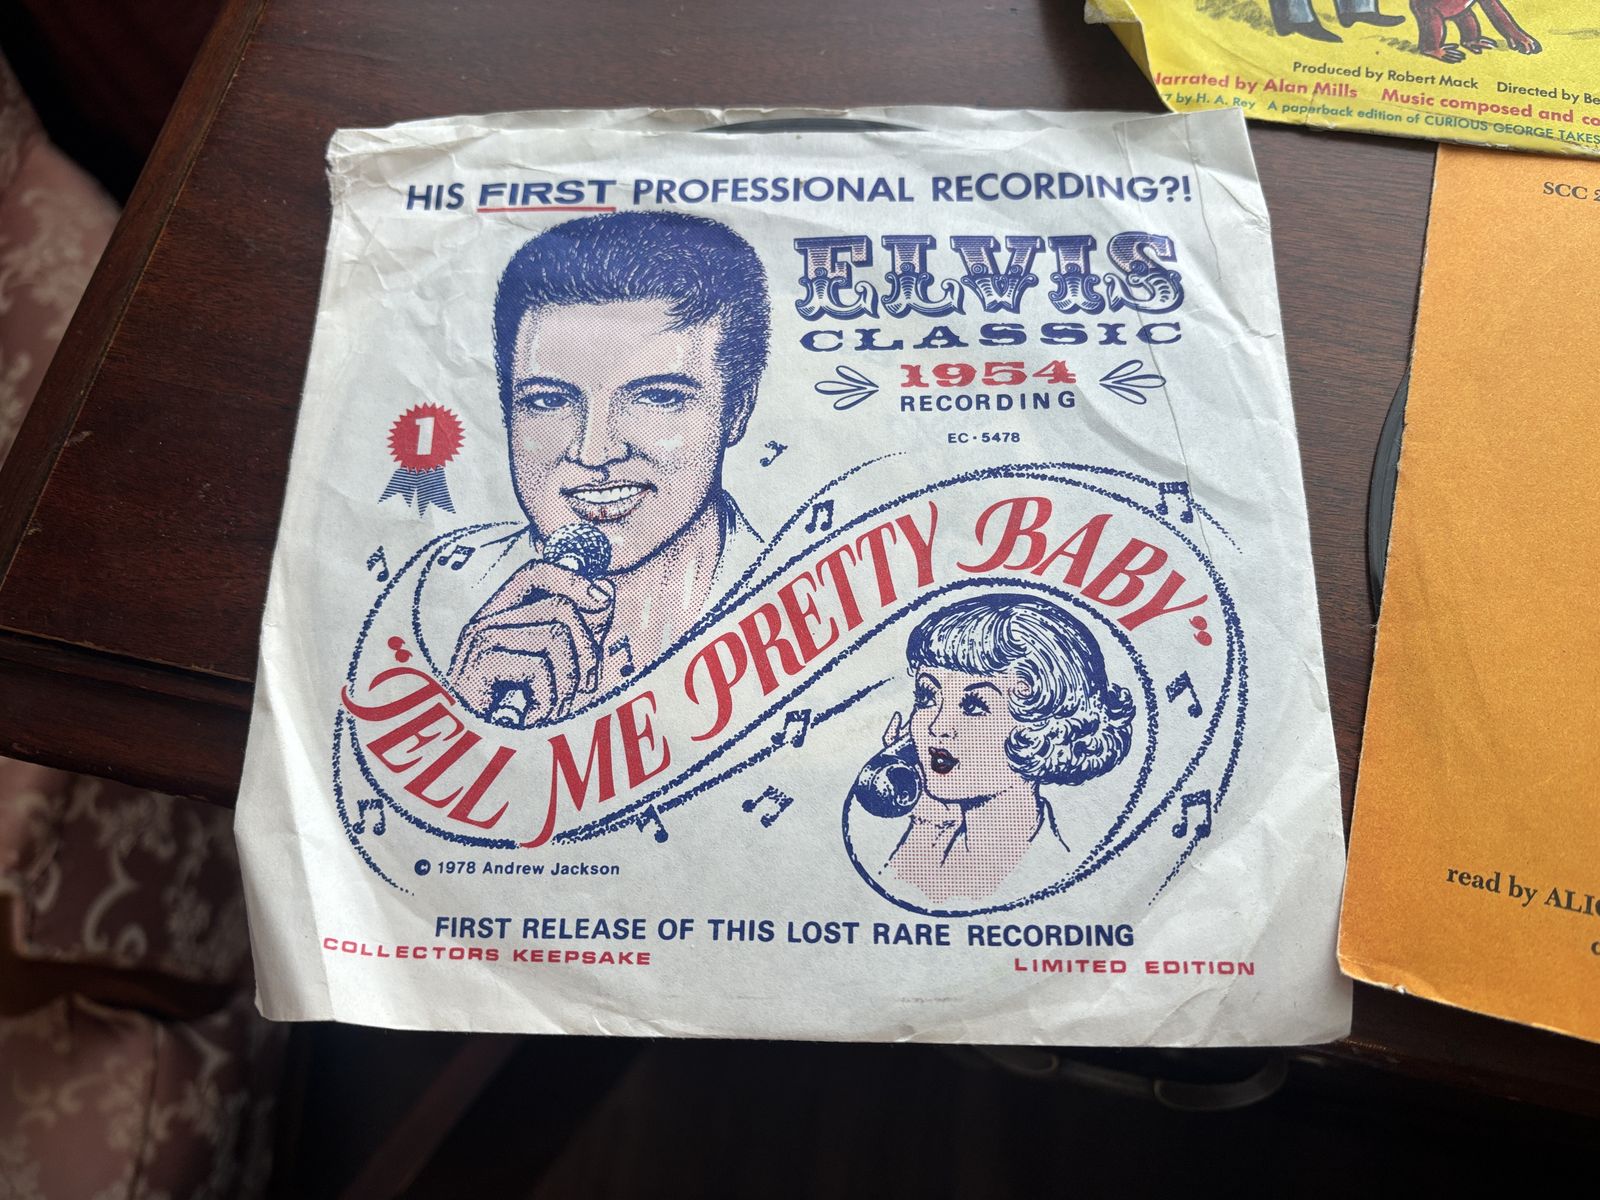 HIS FIRST PROFESSIONAL RECORDING?!
ELVIS
CLASSIC
1954
RECORDING
EC·5478
1
"TELL ME PRETTY BABY"
© 1978 Andrew Jackson
FIRST RELEASE OF THIS LOST RARE RECORDING
COLLECTORS KEEPSAKE
LIMITED EDITION
Produced by Robert Mack Directed by
Narrated by Alan Mills Music composed and
by H. A. Rey A paperback edition of CURIOUS GEORGE TAKES
SCC 2
read by